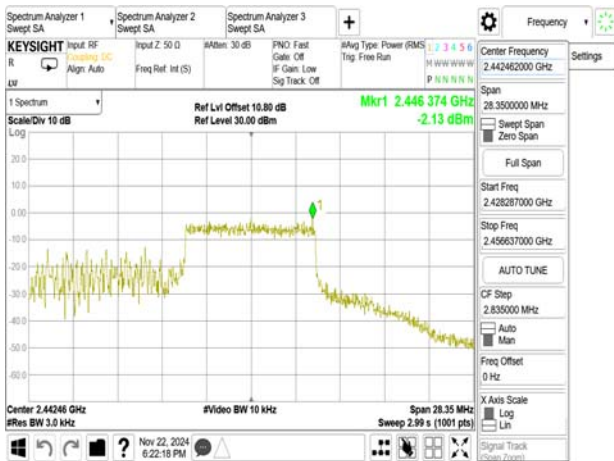 Spectrum Analyzer 1
Swept SA
Spectrum Analyzer 2
Swept SA
Spectrum Analyzer 3
Swept SA
+
Frequency
KEYSIGHT
R
Input: RF
Coupling: DC
Align: Auto
Input Z: 50 Ω
Freq Ref: Int (S)
#Atten: 30 dB
PNO: Fast
Gate: Off
IF Gain: Low
Sig Track: Off
#Avg Type: Power (RMS
Trig: Free Run
1 2 3 4 5 6
M W W W W W
P N N N N N
Center Frequency
2.442462000 GHz
Settings
Span
28.3500000 MHz
Swept Span
Zero Span
Full Span
Start Freq
2.428287000 GHz
Stop Freq
2.456637000 GHz
AUTO TUNE
CF Step
2.835000 MHz
Auto
Man
Freq Offset
0 Hz
X Axis Scale
Log
Lin
Signal Track
(Span Zoom)
1 Spectrum
Scale/Div 10 dB
Ref Lvl Offset 10.80 dB
Ref Level 30.00 dBm
Mkr1 2.446 374 GHz
-2.13 dBm
Log
20.0
10.0
0.00
1
-10.0
-20.0
-30.0
-40.0
-50.0
-60.0
Center 2.44246 GHz
#Res BW 3.0 kHz
#Video BW 10 kHz
Span 28.35 MHz
Sweep 2.99 s (1001 pts)
?
Nov 22, 2024
6:22:18 PM